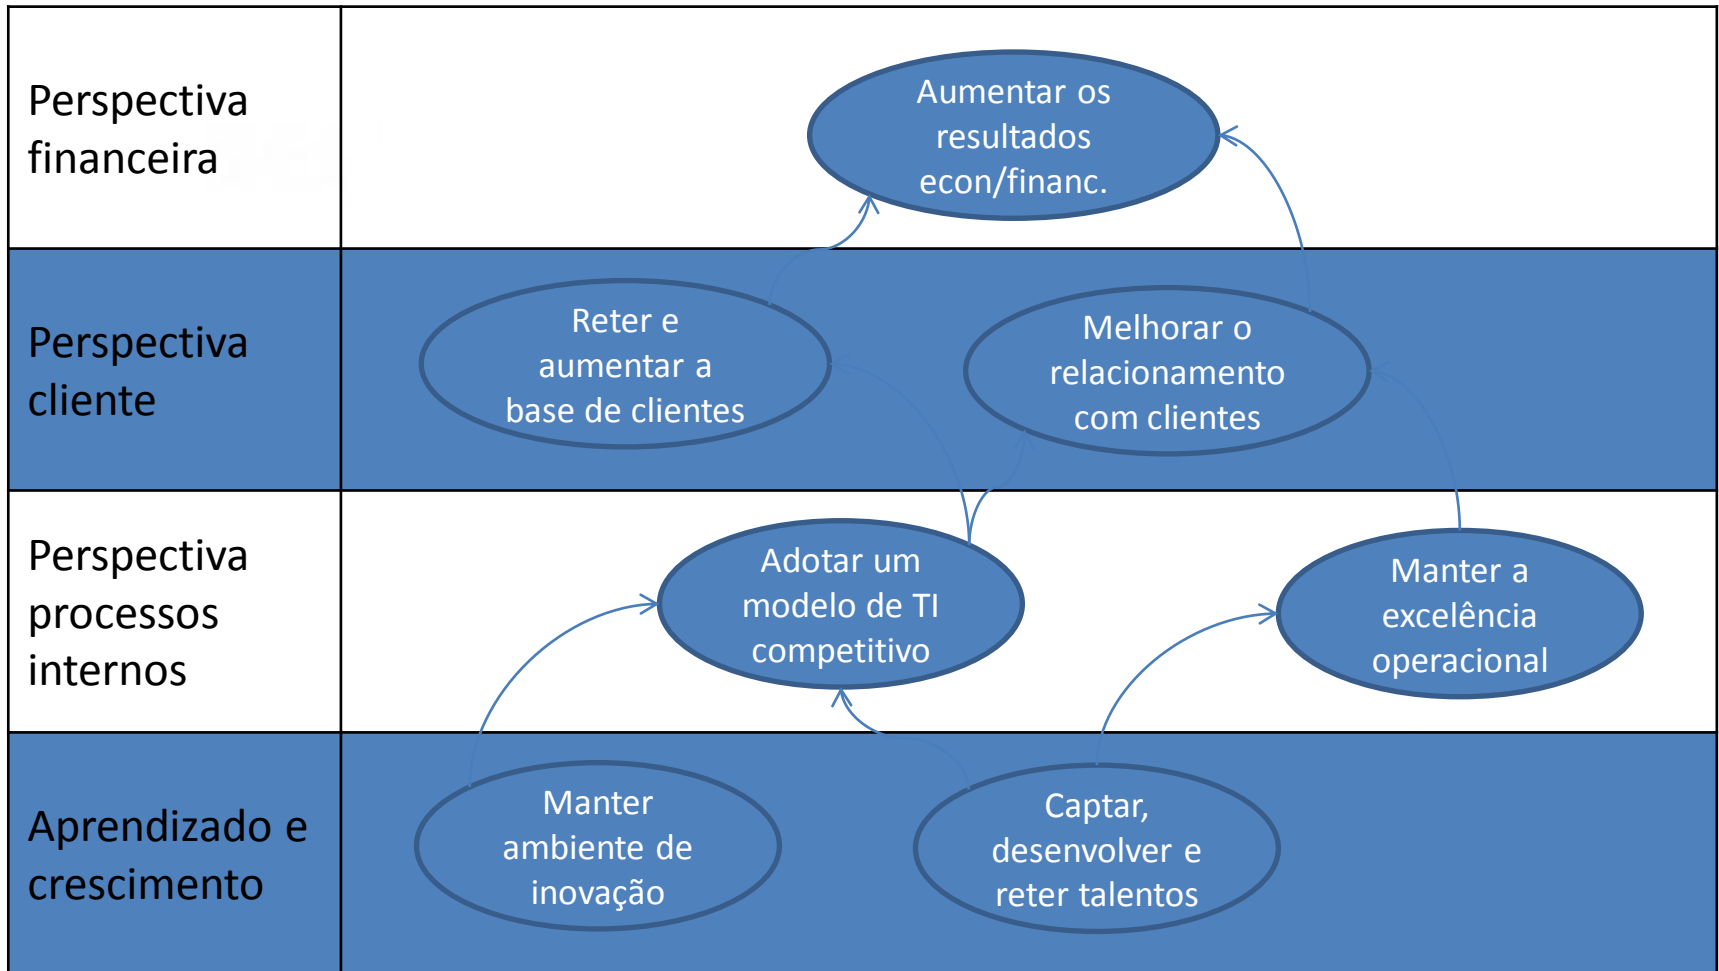 Perspectiva
financeira
Aumentar os
resultados
econ/financ.
Perspectiva
cliente
Reter e
aumentar a
base de clientes
Melhorar o
relacionamento
com clientes
Perspectiva
processos
internos
Adotar um
modelo de TI
competitivo
Manter a
excelência
operacional
Aprendizado e
crescimento
Manter
ambiente de
inovação
Captar,
desenvolver e
reter talentos